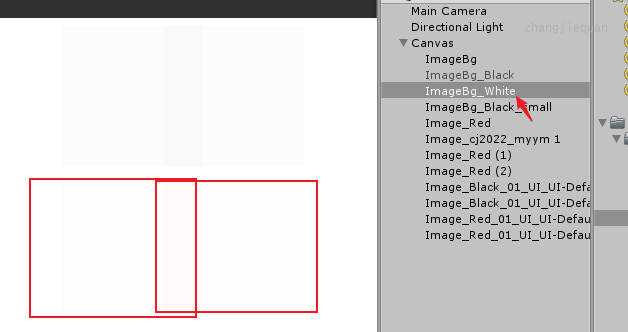 Main Camera
Directional Light
zhangjiequan
Canvas
ImageBg
ImageBg_Black
ImageBg_White
ImageBg_Black_small
Image_Red
Image_cj2022_myym 1
Image_Red (1)
Image_Red (2)
Image_Black_01_UI_UI-Defa
Image_Black_01_UI_UI-Defa
Image_Red_01_UI_UI-Defau
Image_Red_01_UI_UI-Defau